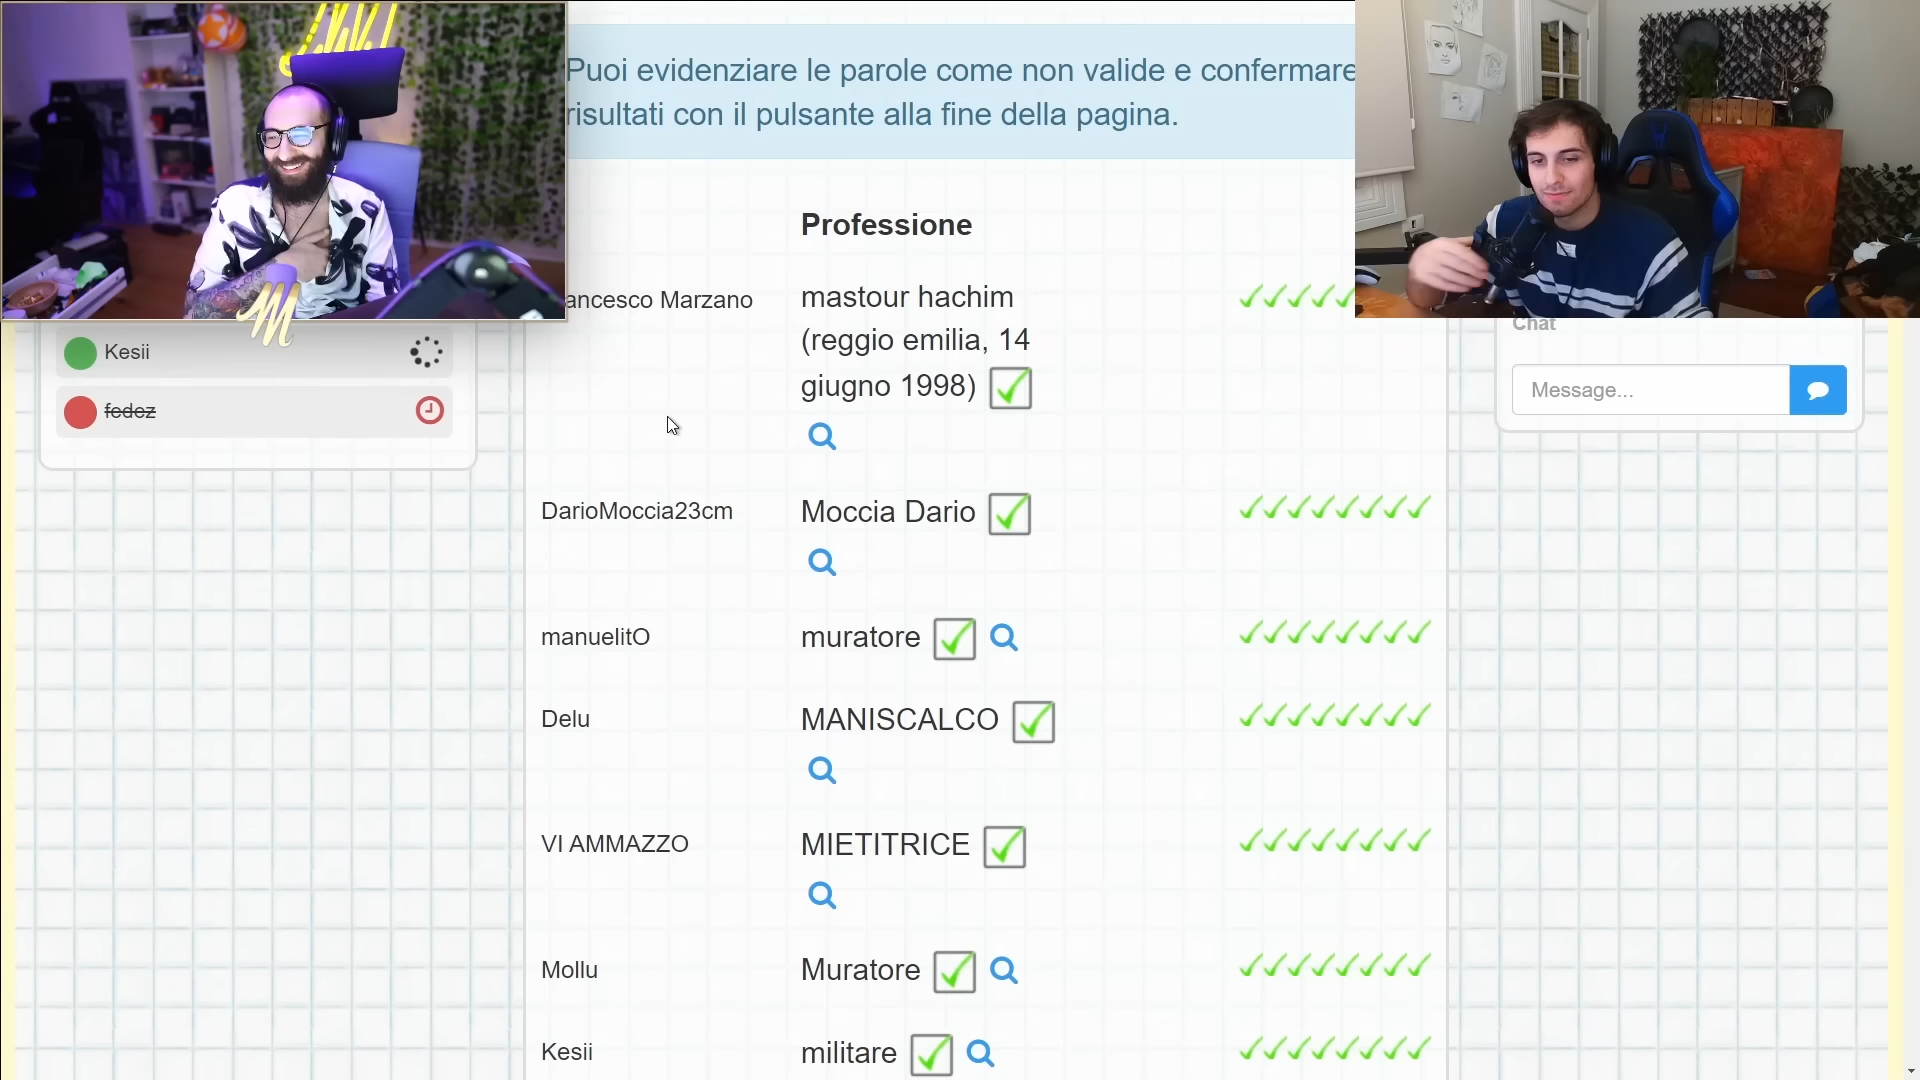 Puoi evidenziare le parole come non valide e confermare
risultati con il pulsante alla fine della pagina.
Professione
ancesco Marzano
mastour hachim
(reggio emilia, 14
giugno 1998)
DarioMoccia23cm
Moccia Dario
manuelitO
muratore
Delu
MANISCALCO
VI AMMAZZO
MIETITRICE
Mollu
Muratore
Kesii
militare
Kesii
fedez
Chat
Message...